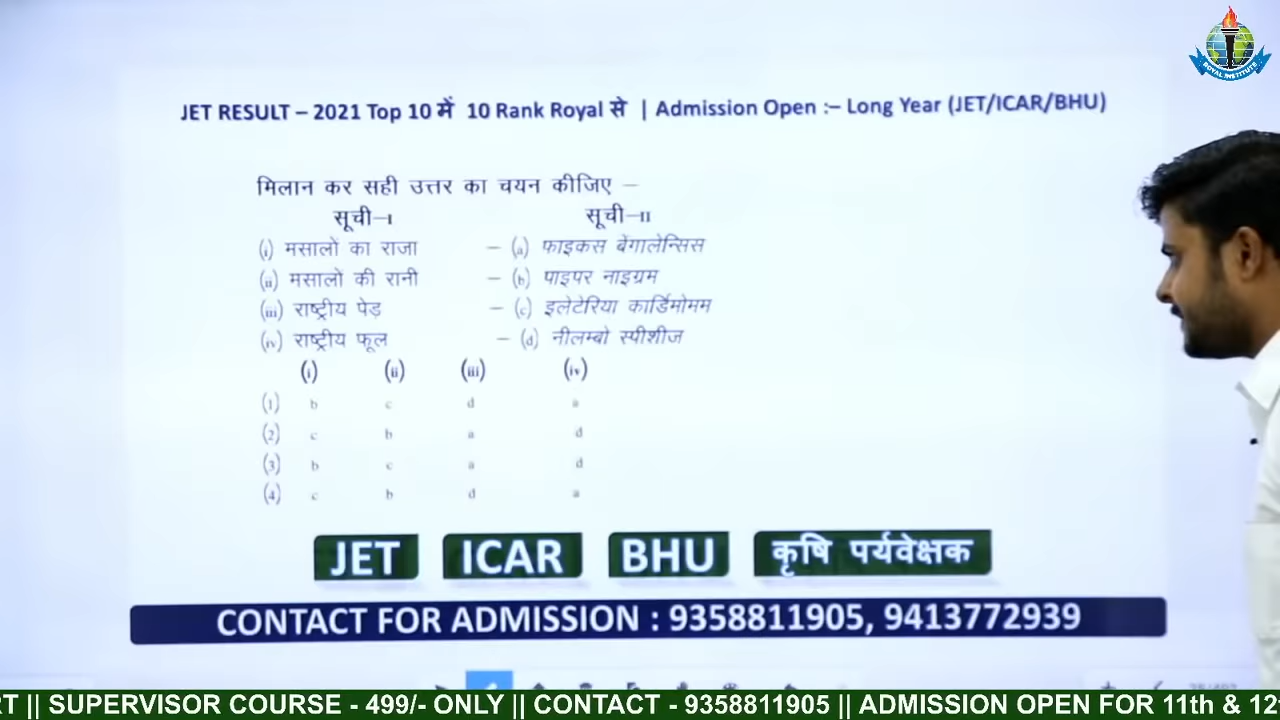 ROYAL INSTITUTE
JET RESULT – 2021 Top 10 में 10 Rank Royal से | Admission Open :– Long Year (JET/ICAR/BHU)
मिलान कर सही उत्तर का चयन कीजिए –
सूची–I सूची–II
(i) मसालों का राजा – (a) फाइकस बेंगालेन्सिस
(ii) मसालों की रानी – (b) पाइपर नाइग्रम
(iii) राष्ट्रीय पेड़ – (c) इलेटेरिया कार्डिमोमम
(iv) राष्ट्रीय फूल – (d) नीलम्बो स्पीशीज
(i) (ii) (iii) (iv)
(1) b c d a
(2) c b a d
(3) b c a d
(4) c b d a
JET ICAR BHU कृषि पर्यवेक्षक
CONTACT FOR ADMISSION : 9358811905, 9413772939
RT || SUPERVISOR COURSE - 499/- ONLY || CONTACT - 9358811905 || ADMISSION OPEN FOR 11th & 12